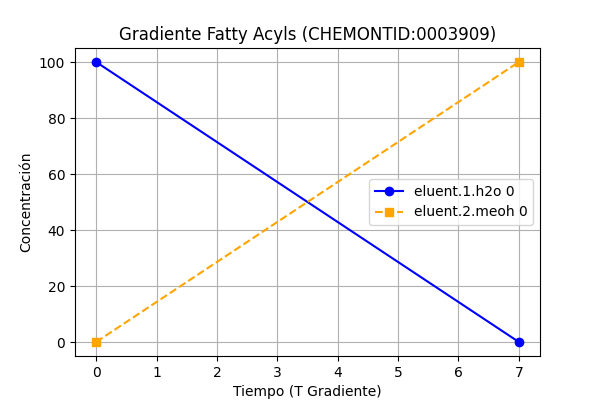 Gradiente Fatty Acyls (CHEMONTID:0003909)
Concentración
100
80
60
40
20
0
eluent.1.h2o 0
eluent.2.meoh 0
0 1 2 3 4 5 6 7
Tiempo (T Gradiente)